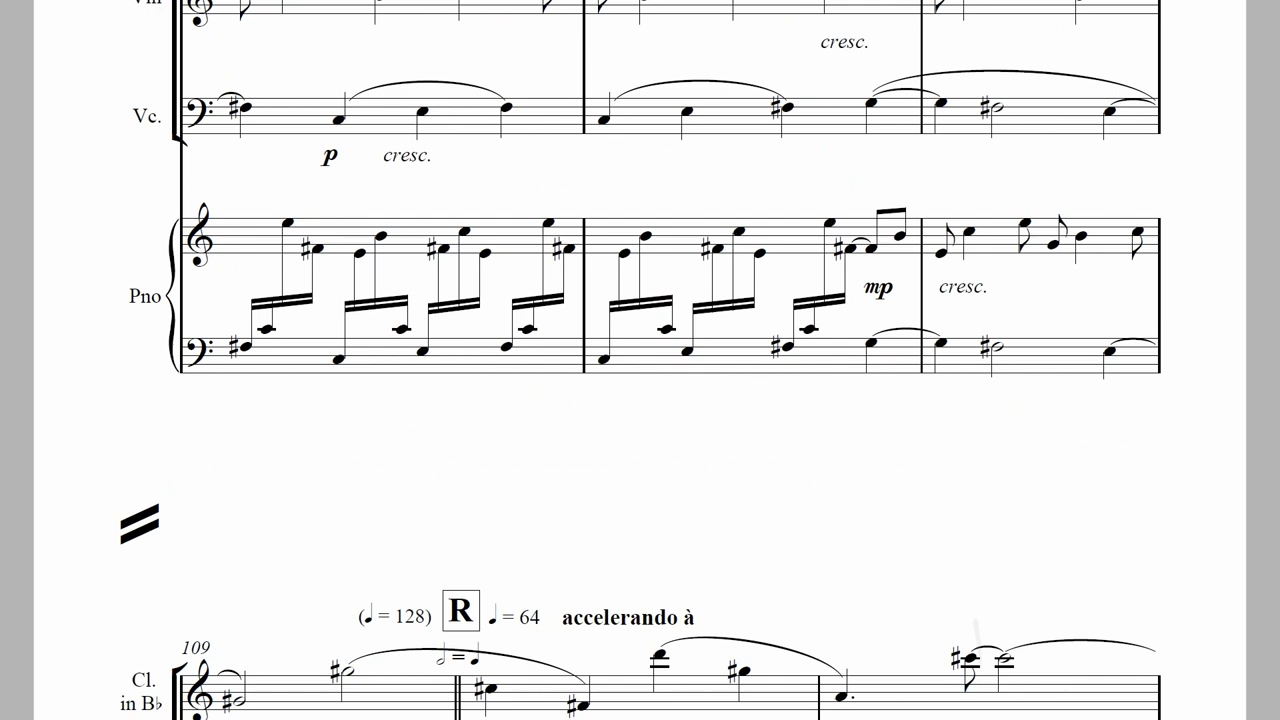 Vln
cresc.
Vc.
p cresc.
Pno
mp cresc.
(♩ = 128) R ♩ = 64 accelerando à
109
𝅗𝅥 = ♩
Cl.
in B♭